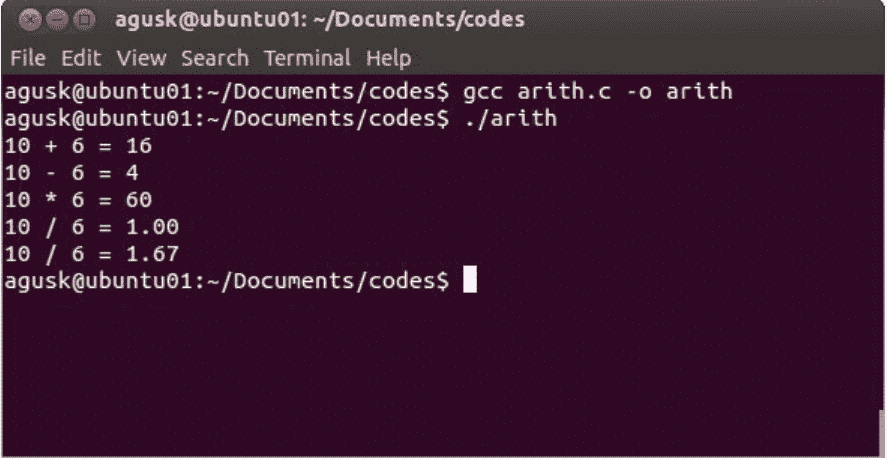 agusk@ubuntu01: ~/Documents/codes
File Edit View Search Terminal Help
agusk@ubuntu01:~/Documents/codes$ gcc arith.c -o arith
agusk@ubuntu01:~/Documents/codes$ ./arith
10 + 6 = 16
10 - 6 = 4
10 * 6 = 60
10 / 6 = 1.00
10 / 6 = 1.67
agusk@ubuntu01:~/Documents/codes$